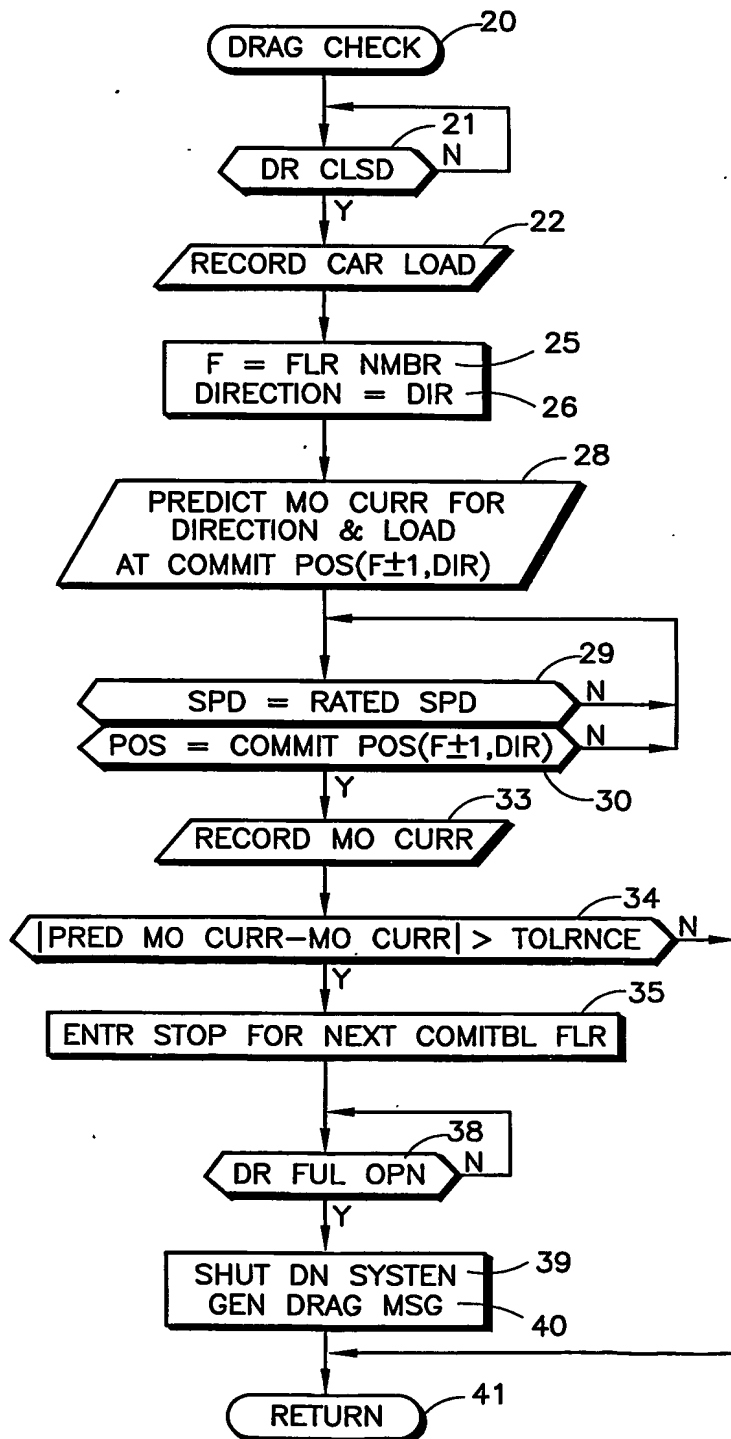 DRAG CHECK 20
21
DR CLSD N
Y
22
RECORD CAR LOAD
F = FLR NMBR 25
DIRECTION = DIR 26
28
PREDICT MO CURR FOR
DIRECTION & LOAD
AT COMMIT POS(F±1,DIR)
29
SPD = RATED SPD N
POS = COMMIT POS(F±1,DIR) N
Y 30
33
RECORD MO CURR
34
|PRED MO CURR-MO CURR| > TOLRNCE N
Y
35
ENTR STOP FOR NEXT COMITBL FLR
38
DR FUL OPN N
Y
SHUT DN SYSTEN 39
GEN DRAG MSG 40
RETURN 41